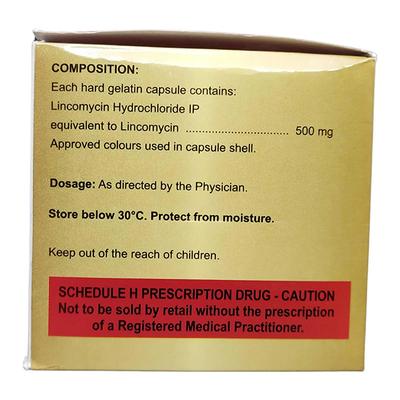 COMPOSITION:
Each hard gelatin capsule contains:
Lincomycin Hydrochloride IP
equivalent to Lincomycin ................................ 500 mg
Approved colours used in capsule shell.
Dosage: As directed by the Physician.
Store below 30°C. Protect from moisture.
Keep out of the reach of children.
SCHEDULE H PRESCRIPTION DRUG - CAUTION
Not to be sold by retail without the prescription
of a Registered Medical Practitioner.